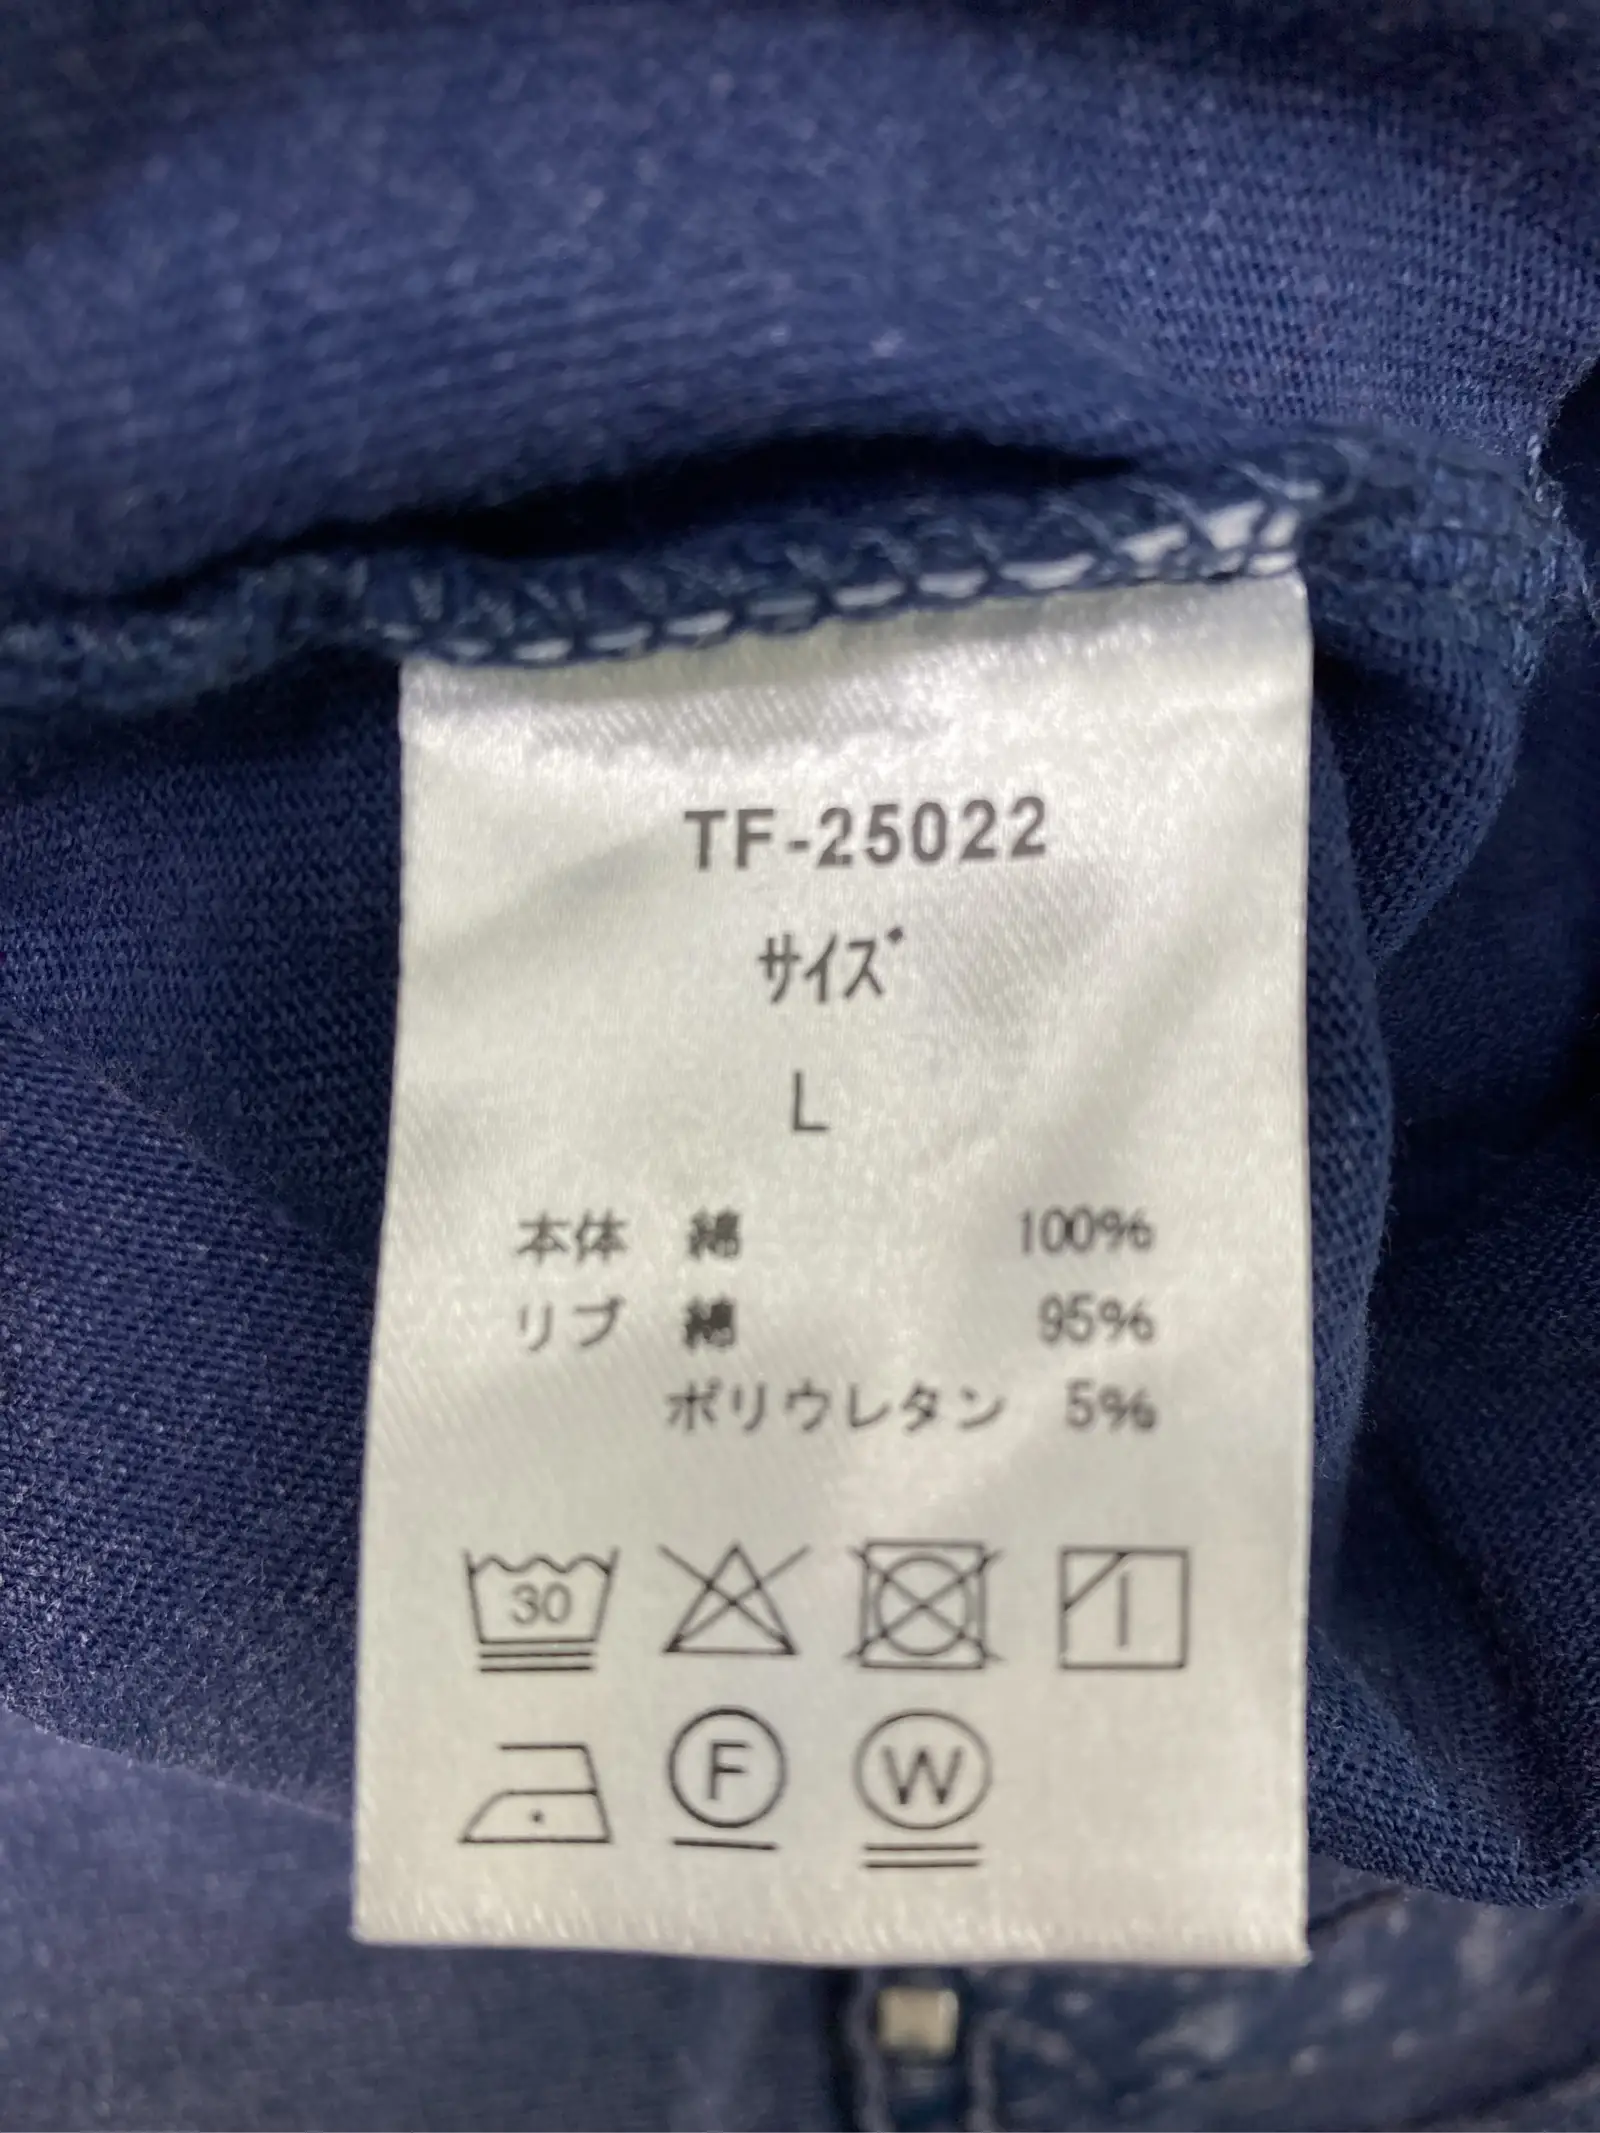 TF-25022
サイズ
L
本体 綿 100%
リブ 綿 95%
ポリウレタン 5%
30
F W